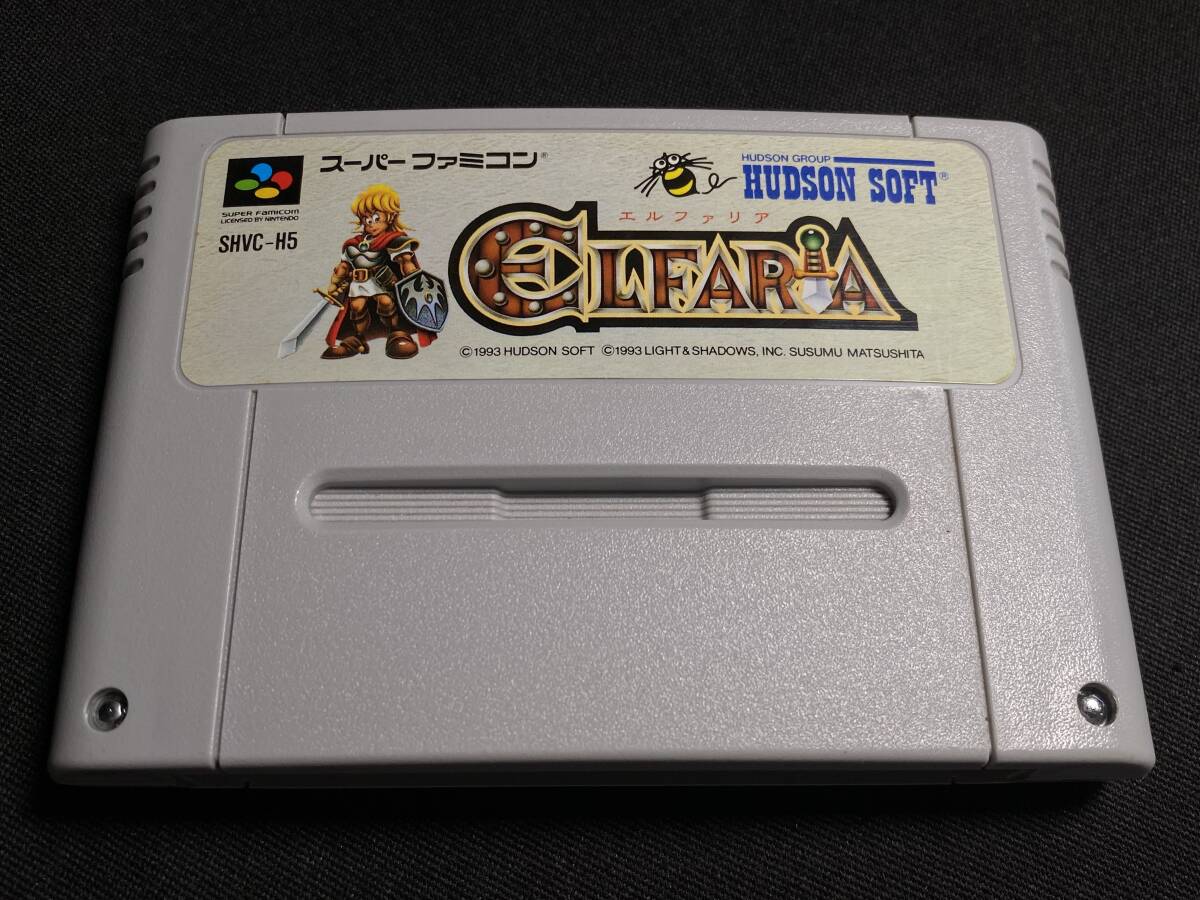 スーパーファミコン®
SUPER FAMICOM
LICENSED BY NINTENDO
SHVC-H5
HUDSON GROUP
HUDSON SOFT®
エルファリア
ELFARIA
©1993 HUDSON SOFT ©1993 LIGHT & SHADOWS, INC. SUSUMU MATSUSHITA